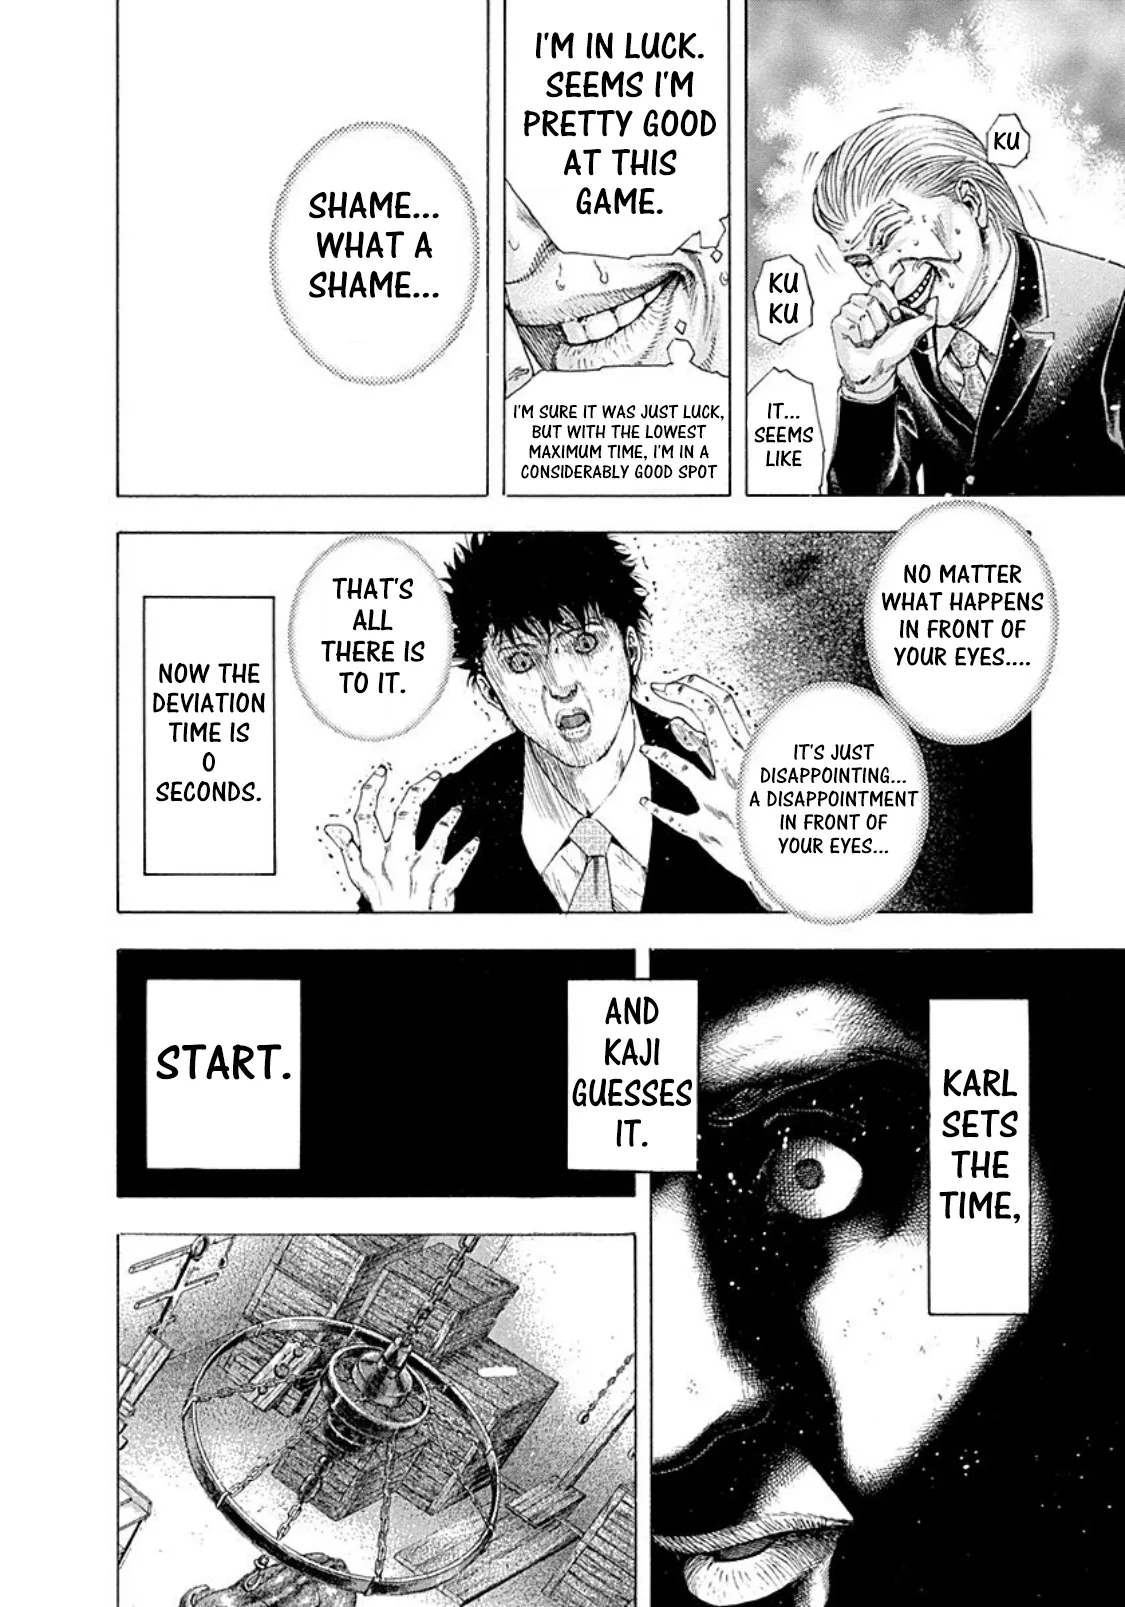 KU
KU
KU
IT...
SEEMS
LIKE
I'M IN LUCK.
SEEMS I'M
PRETTY GOOD
AT THIS
GAME.
I'M SURE IT WAS JUST LUCK,
BUT WITH THE LOWEST
MAXIMUM TIME, I'M IN A
CONSIDERABLY GOOD SPOT
SHAME...
WHAT A
SHAME...
NO MATTER
WHAT HAPPENS
IN FRONT OF
YOUR EYES....
IT'S JUST
DISAPPOINTING...
A DISAPPOINTMENT
IN FRONT OF
YOUR EYES...
THAT'S
ALL
THERE IS
TO IT.
NOW THE
DEVIATION
TIME IS
0
SECONDS.
KARL
SETS
THE
TIME,
AND
KAJI
GUESSES
IT.
START.